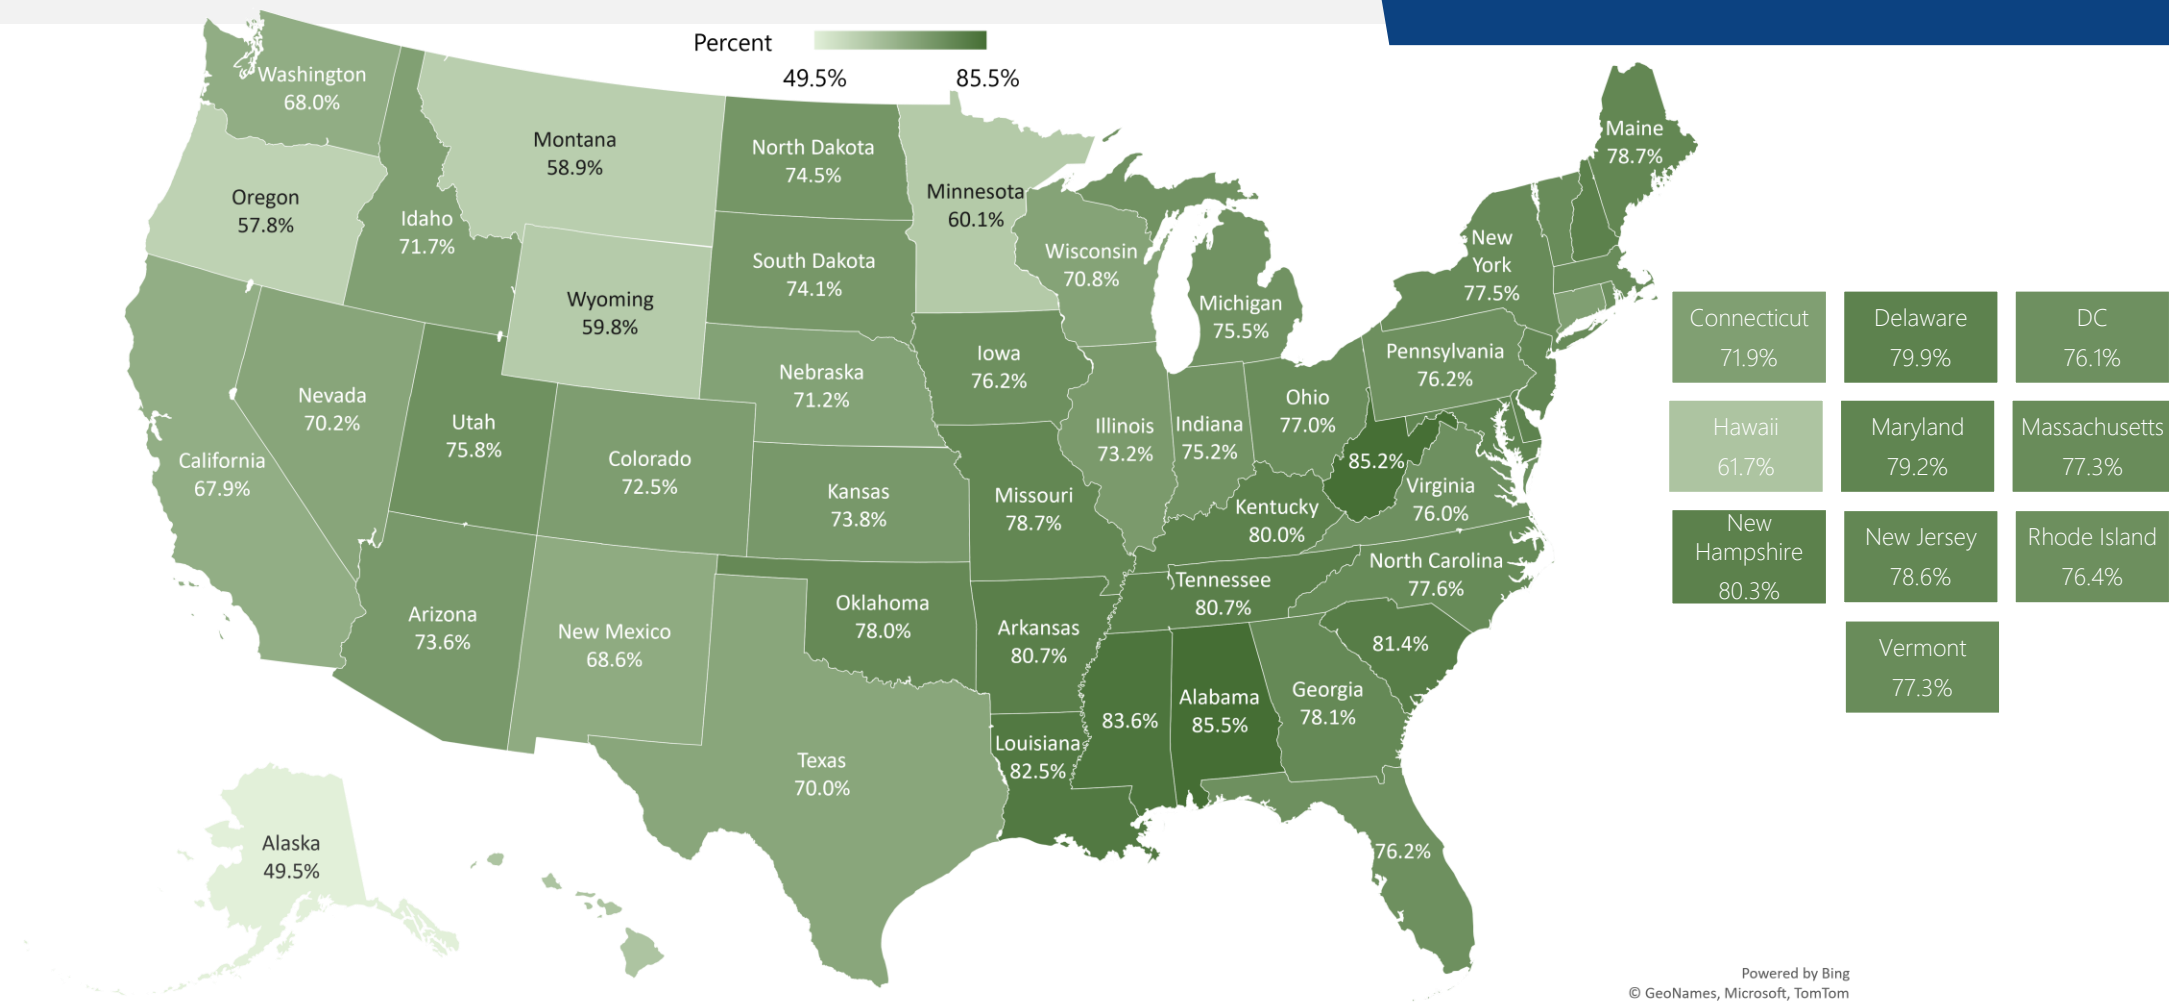 Percent
49.5%
85.5%
Washington
68.0%
Montana
58.9%
North Dakota
74.5%
Minnesota
60.1%
Maine
78.7%
Oregon
57.8%
Idaho
71.7%
Wyoming
59.8%
South Dakota
74.1%
Wisconsin
70.8%
Michigan
75.5%
New
York
77.5%
Nevada
70.2%
Utah
75.8%
Colorado
72.5%
Nebraska
71.2%
Iowa
76.2%
Illinois
73.2%
Indiana
75.2%
Ohio
77.0%
Pennsylvania
76.2%
California
67.9%
Kansas
73.8%
Missouri
78.7%
Kentucky
80.0%
85.2%
Virginia
76.0%
Arizona
73.6%
New Mexico
68.6%
Oklahoma
78.0%
Arkansas
80.7%
Tennessee
80.7%
North Carolina
77.6%
81.4%
Texas
70.0%
Louisiana
82.5%
83.6%
Alabama
85.5%
Georgia
78.1%
76.2%
Alaska
49.5%
Connecticut
71.9%
Delaware
79.9%
DC
76.1%
Hawaii
61.7%
Maryland
79.2%
Massachusetts
77.3%
New
Hampshire
80.3%
New Jersey
78.6%
Rhode Island
76.4%
Vermont
77.3%
Powered by Bing
© GeoNames, Microsoft, TomTom